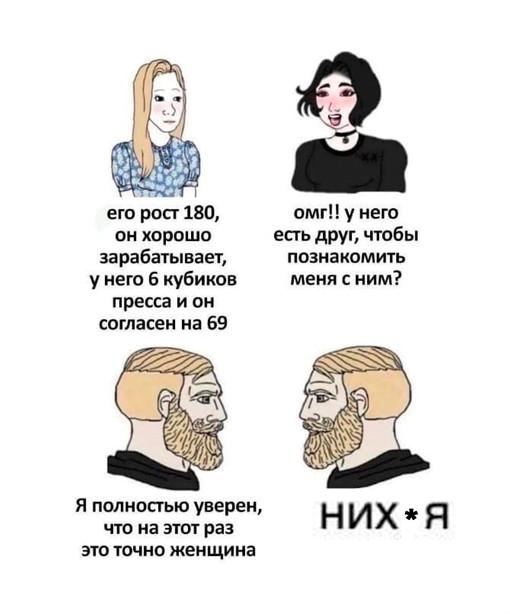 его рост 180,
он хорошо
зарабатывает,
у него 6 кубиков
пресса и он
согласен на 69
омг!! у него
есть друг, чтобы
познакомить
меня с ним?
Я полностью уверен,
что на этот раз
это точно женщина
НИХ*Я